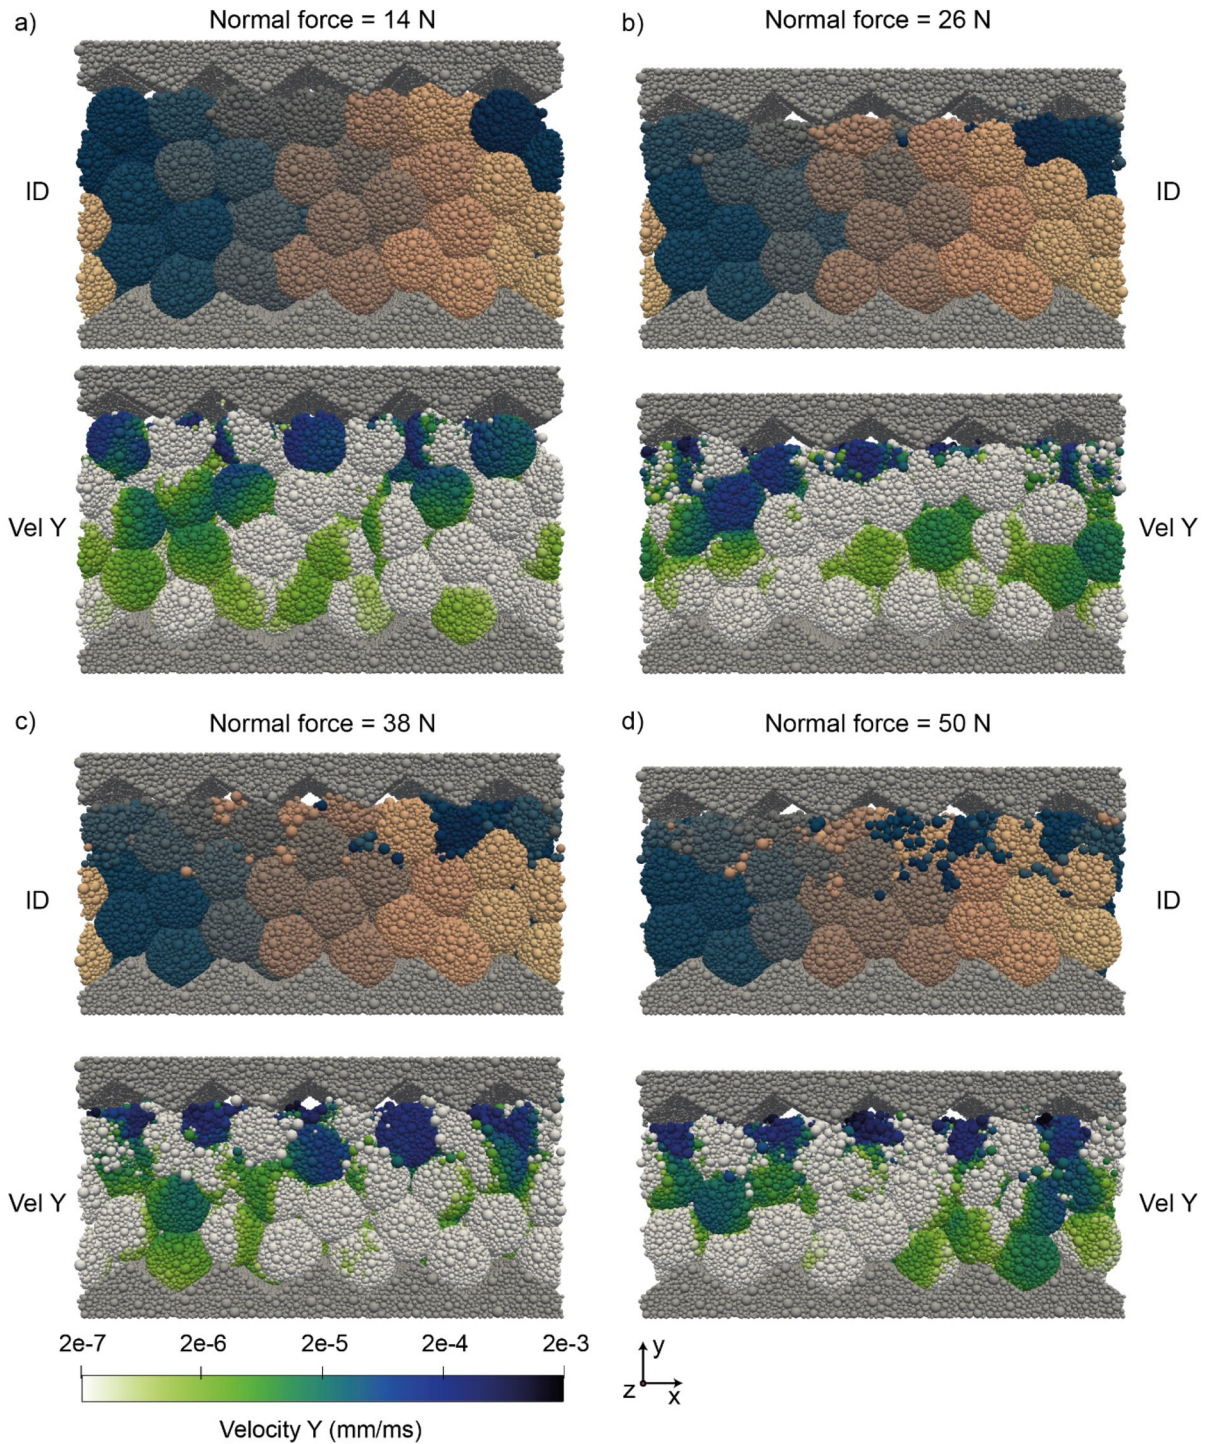 a)
Normal force = 14 N
b)
Normal force = 26 N
ID
ID
Vel Y
Vel Y
c)
Normal force = 38 N
d)
Normal force = 50 N
ID
ID
Vel Y
Vel Y
2e-7
2e-6
2e-5
2e-4
2e-3
Velocity Y (mm/ms)
y
z
x